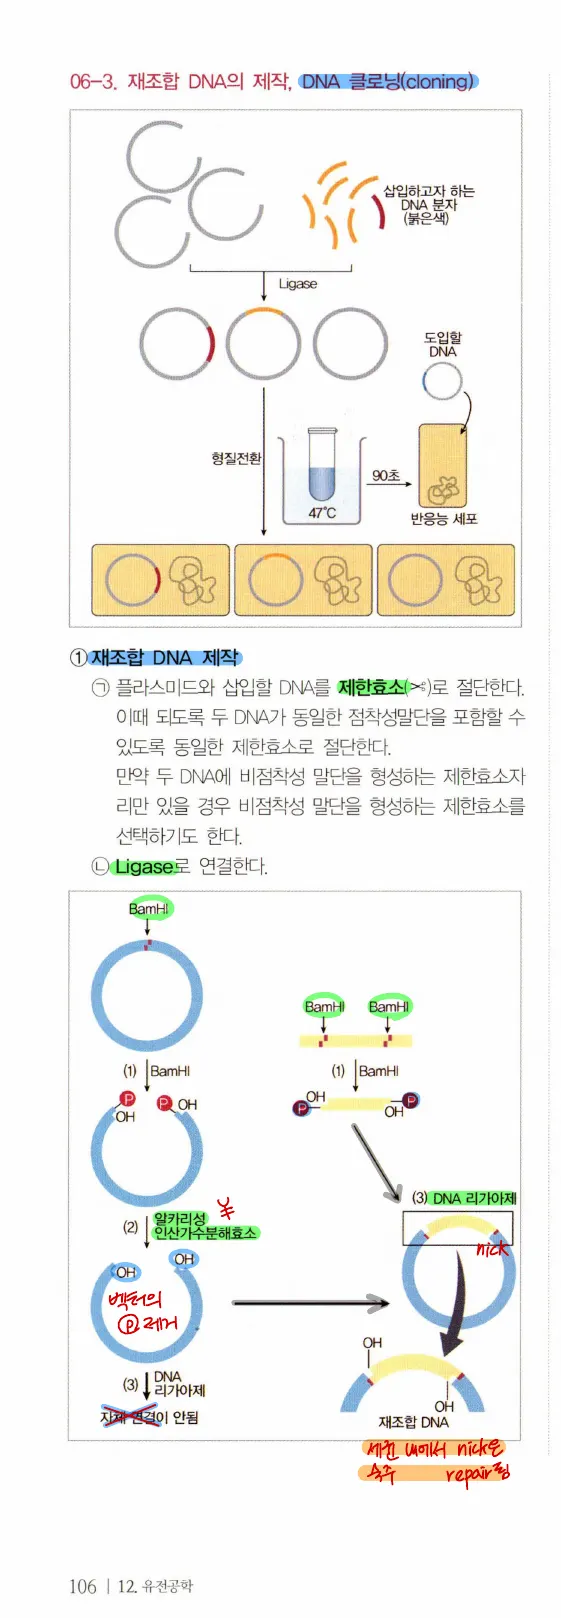 06-3. 재조합 DNA의 제작, DNA 클로닝(cloning)
삽입하고자 하는
DNA 분자
(붉은색)
Ligase
도입할
DNA
형질전환
90초
47℃
반응능 세포
① 재조합 DNA 제작
㉠ 플라스미드와 삽입할 DNA를 제한효소(✂)로 절단한다.
이때 되도록 두 DNA가 동일한 점착성말단을 포함할 수
있도록 동일한 제한효소로 절단한다.
만약 두 DNA에 비점착성 말단을 형성하는 제한효소자
리만 있을 경우 비점착성 말단을 형성하는 제한효소를
선택하기도 한다.
㉡ Ligase로 연결한다.
BamHI
BamHI BamHI
(1) BamHI
(1) BamHI
P P OH
OH
OH P
OH P
(3) DNA 리가아제
(2) 알카리성
인산가수분해효소
nick
OH OH
벡터의
Ⓟ 제거
OH
(3) DNA
리가아제
OH
자체 연결이 안됨
재조합 DNA
세균 내에서 nick은
숙주 repair됨
106 | 12. 유전공학